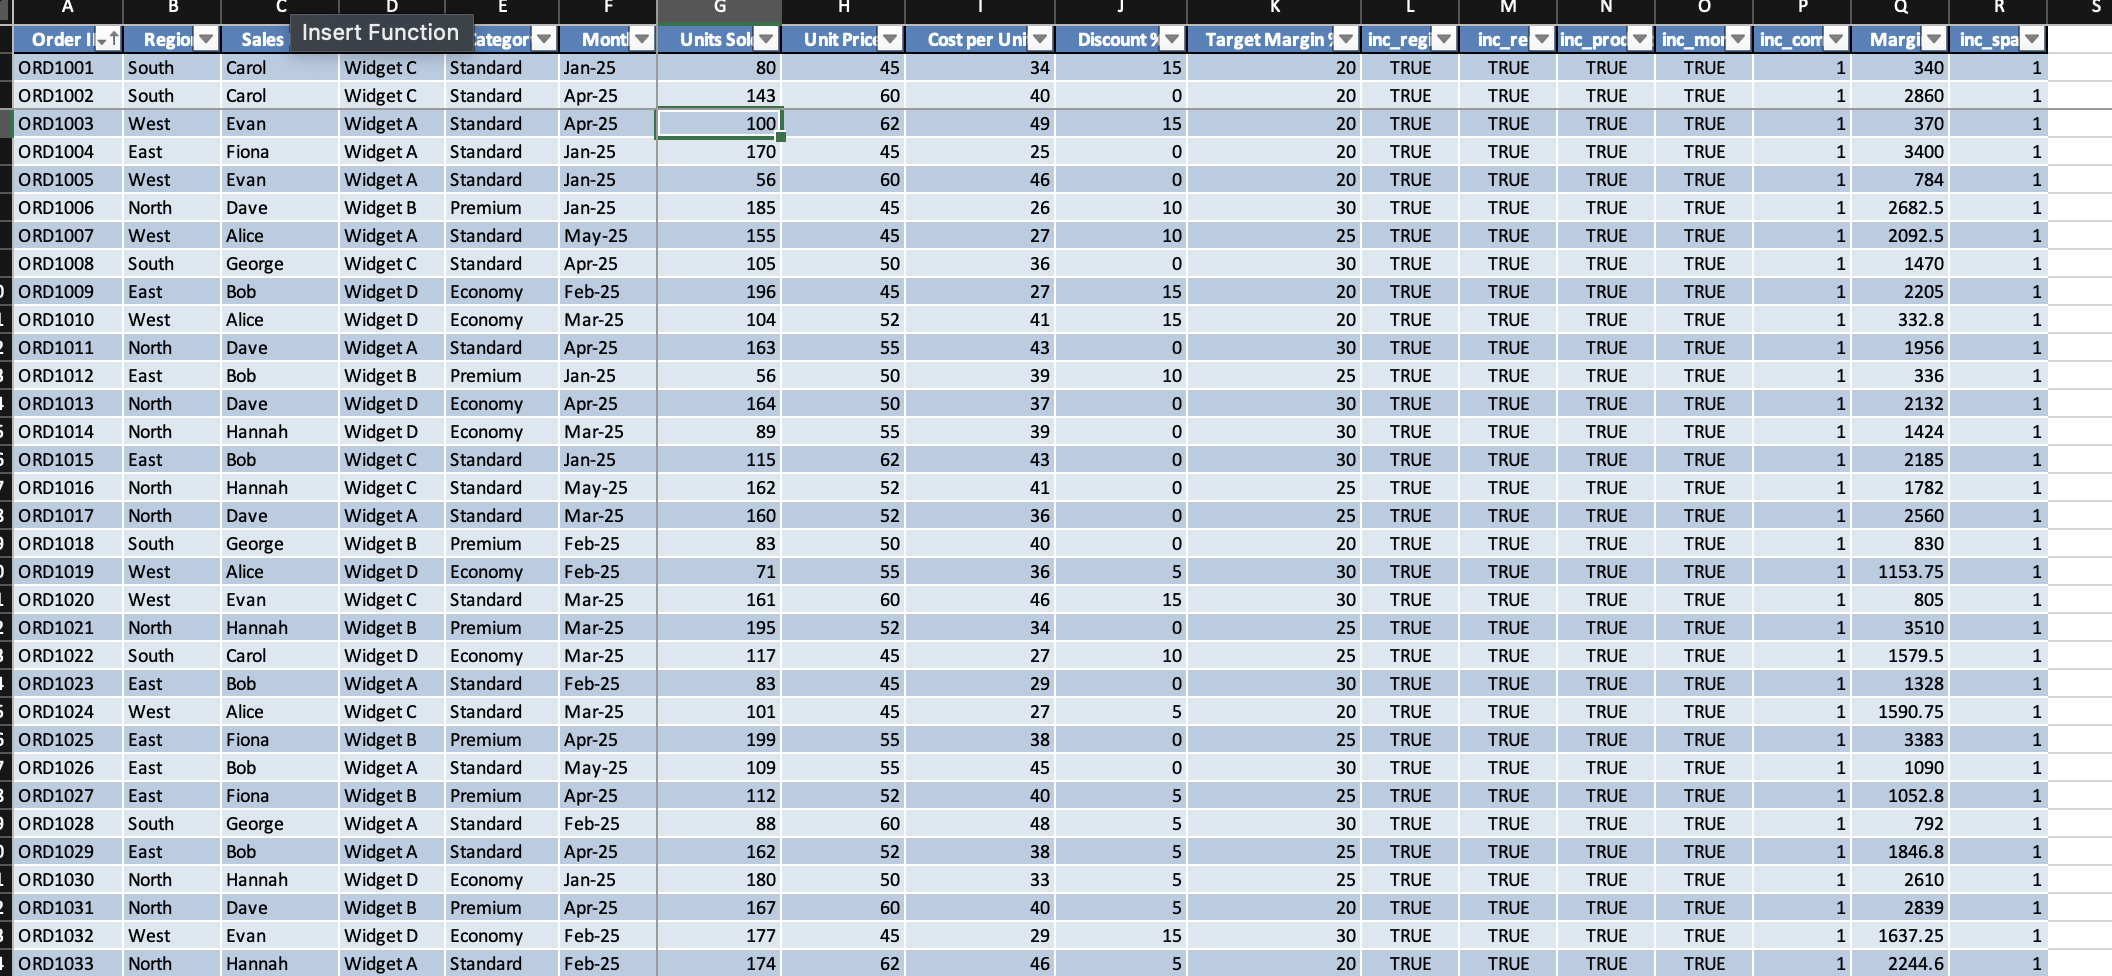 A B C D E F G H I J K L M N O P Q R S
Order Regio Sales Insert Function ategor Mont Units Sol Unit Price Cost per Uni Discount % Target Margin % inc_regi inc_re inc_prod inc_mor inc_com Margi inc_spa
ORD1001 South Carol Widget C Standard Jan-25 80 45 34 15 20 TRUE TRUE TRUE TRUE 1 340 1
ORD1002 South Carol Widget C Standard Apr-25 143 60 40 0 20 TRUE TRUE TRUE TRUE 1 2860 1
ORD1003 West Evan Widget A Standard Apr-25 100 62 49 15 20 TRUE TRUE TRUE TRUE 1 370 1
ORD1004 East Fiona Widget A Standard Jan-25 170 45 25 0 20 TRUE TRUE TRUE TRUE 1 3400 1
ORD1005 West Evan Widget A Standard Jan-25 56 60 46 0 20 TRUE TRUE TRUE TRUE 1 784 1
ORD1006 North Dave Widget B Premium Jan-25 185 45 26 10 30 TRUE TRUE TRUE TRUE 1 2682.5 1
ORD1007 West Alice Widget A Standard May-25 155 45 27 10 25 TRUE TRUE TRUE TRUE 1 2092.5 1
ORD1008 South George Widget C Standard Apr-25 105 50 36 0 30 TRUE TRUE TRUE TRUE 1 1470 1
ORD1009 East Bob Widget D Economy Feb-25 196 45 27 15 20 TRUE TRUE TRUE TRUE 1 2205 1
ORD1010 West Alice Widget D Economy Mar-25 104 52 41 15 20 TRUE TRUE TRUE TRUE 1 332.8 1
ORD1011 North Dave Widget A Standard Apr-25 163 55 43 0 30 TRUE TRUE TRUE TRUE 1 1956 1
ORD1012 East Bob Widget B Premium Jan-25 56 50 39 10 25 TRUE TRUE TRUE TRUE 1 336 1
ORD1013 North Dave Widget D Economy Apr-25 164 50 37 0 30 TRUE TRUE TRUE TRUE 1 2132 1
ORD1014 North Hannah Widget D Economy Mar-25 89 55 39 0 30 TRUE TRUE TRUE TRUE 1 1424 1
ORD1015 East Bob Widget C Standard Jan-25 115 62 43 0 30 TRUE TRUE TRUE TRUE 1 2185 1
ORD1016 North Hannah Widget C Standard May-25 162 52 41 0 25 TRUE TRUE TRUE TRUE 1 1782 1
ORD1017 North Dave Widget A Standard Mar-25 160 52 36 0 25 TRUE TRUE TRUE TRUE 1 2560 1
ORD1018 South George Widget B Premium Feb-25 83 50 40 0 20 TRUE TRUE TRUE TRUE 1 830 1
ORD1019 West Alice Widget D Economy Feb-25 71 55 36 5 30 TRUE TRUE TRUE TRUE 1 1153.75 1
ORD1020 West Evan Widget C Standard Mar-25 161 60 46 15 30 TRUE TRUE TRUE TRUE 1 805 1
ORD1021 North Hannah Widget B Premium Mar-25 195 52 34 0 25 TRUE TRUE TRUE TRUE 1 3510 1
ORD1022 South Carol Widget D Economy Mar-25 117 45 27 10 25 TRUE TRUE TRUE TRUE 1 1579.5 1
ORD1023 East Bob Widget A Standard Feb-25 83 45 29 0 30 TRUE TRUE TRUE TRUE 1 1328 1
ORD1024 West Alice Widget C Standard Mar-25 101 45 27 5 20 TRUE TRUE TRUE TRUE 1 1590.75 1
ORD1025 East Fiona Widget B Premium Apr-25 199 55 38 0 25 TRUE TRUE TRUE TRUE 1 3383 1
ORD1026 East Bob Widget A Standard May-25 109 55 45 0 30 TRUE TRUE TRUE TRUE 1 1090 1
ORD1027 East Fiona Widget B Premium Apr-25 112 52 40 5 25 TRUE TRUE TRUE TRUE 1 1052.8 1
ORD1028 South George Widget A Standard Feb-25 88 60 48 5 30 TRUE TRUE TRUE TRUE 1 792 1
ORD1029 East Bob Widget A Standard Apr-25 162 52 38 5 25 TRUE TRUE TRUE TRUE 1 1846.8 1
ORD1030 North Hannah Widget D Economy Jan-25 180 50 33 5 25 TRUE TRUE TRUE TRUE 1 2610 1
ORD1031 North Dave Widget B Premium Apr-25 167 60 40 5 20 TRUE TRUE TRUE TRUE 1 2839 1
ORD1032 West Evan Widget D Economy Feb-25 177 45 29 15 30 TRUE TRUE TRUE TRUE 1 1637.25 1
ORD1033 North Hannah Widget A Standard Feb-25 174 62 46 5 20 TRUE TRUE TRUE TRUE 1 2244.6 1